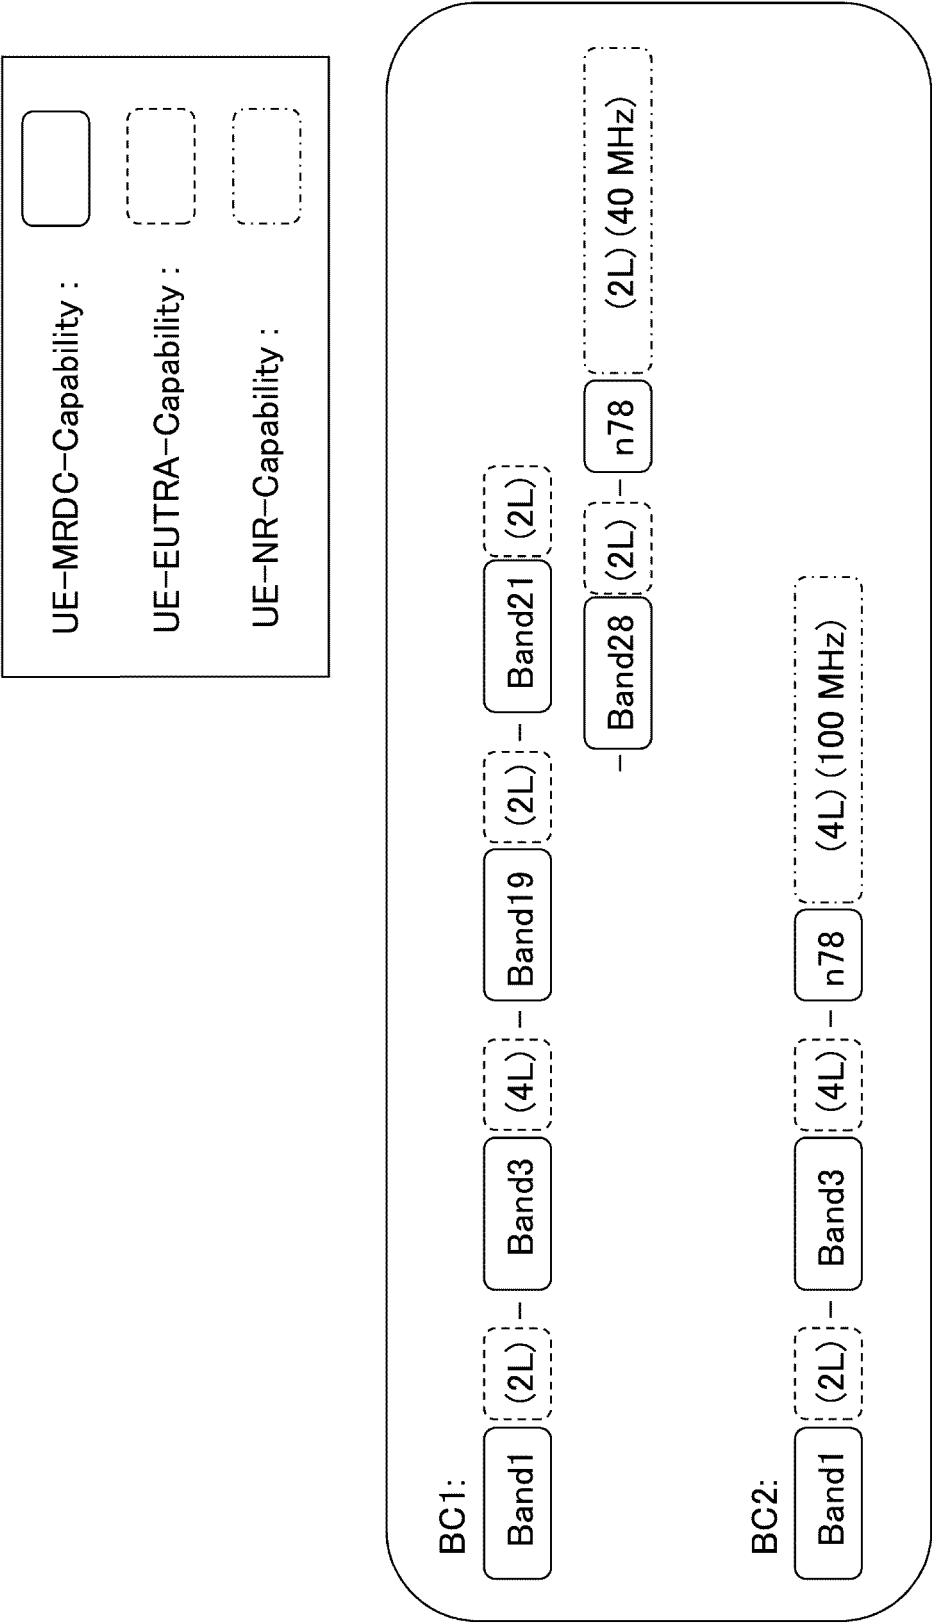 UE-MRDC-Capability :
UE-EUTRA-Capability :
UE-NR-Capability :
BC1:
Band1 (2L) - Band3 (4L) - Band19 (2L) - Band21 (2L)
- Band28 (2L) - n78 (2L) (40 MHz)
BC2:
Band1 (2L) - Band3 (4L) - n78 (4L) (100 MHz)